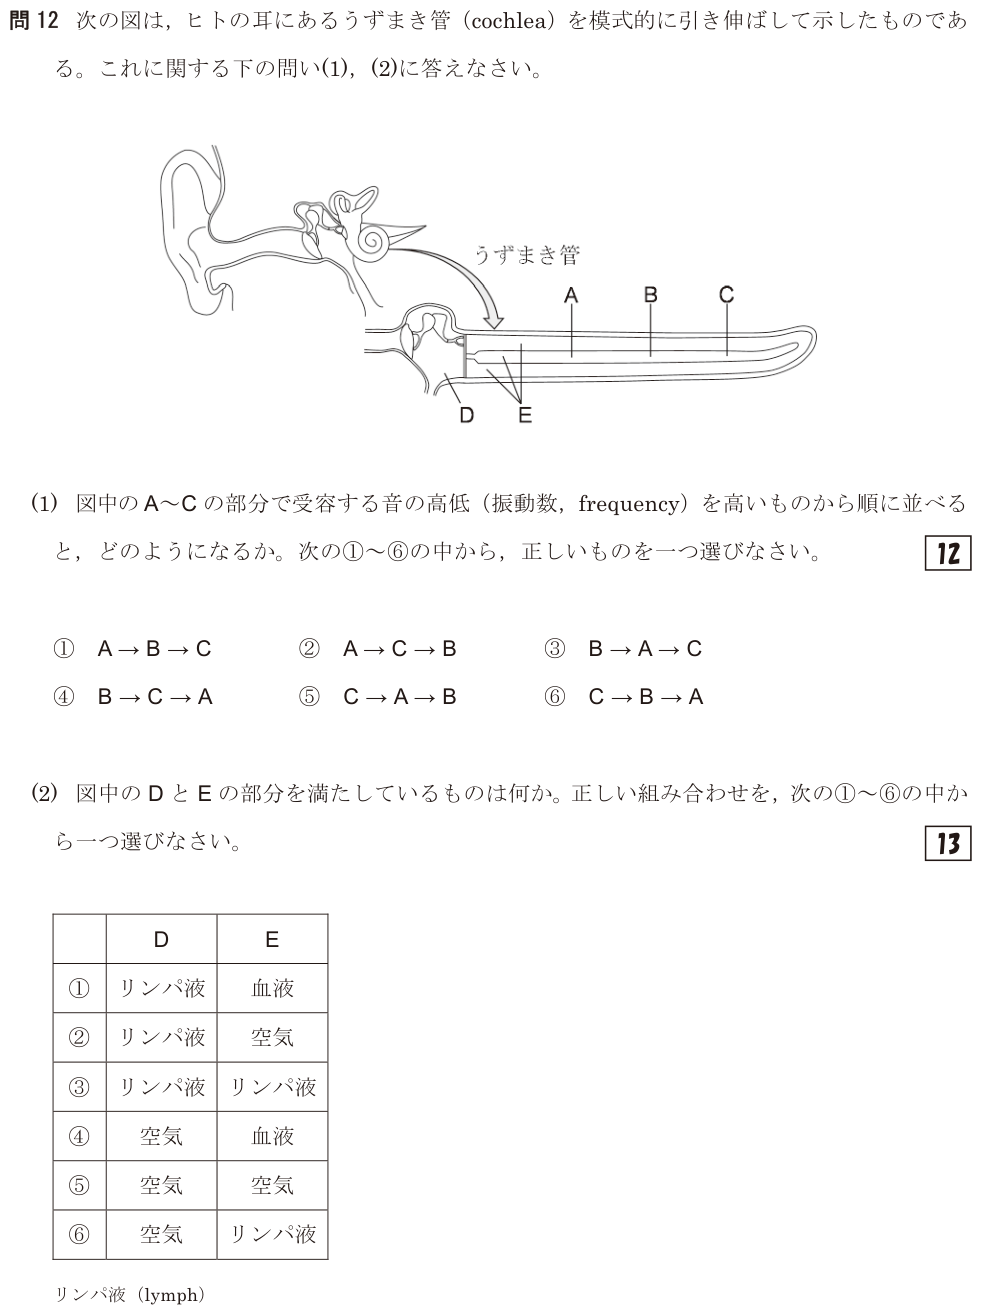 問 12 次の図は，ヒトの耳にあるうずまき管（cochlea）を模式的に引き伸ばして示したものであ
る。これに関する下の問い(1)，(2)に答えなさい。
うずまき管
A B C
D E
(1) 図中の A～C の部分で受容する音の高低（振動数，frequency）を高いものから順に並べる
と，どのようになるか。次の①～⑥の中から，正しいものを一つ選びなさい。 12
① A → B → C ② A → C → B ③ B → A → C
④ B → C → A ⑤ C → A → B ⑥ C → B → A
(2) 図中の D と E の部分を満たしているものは何か。正しい組み合わせを，次の①～⑥の中か
ら一つ選びなさい。 13
D E
① リンパ液 血液
② リンパ液 空気
③ リンパ液 リンパ液
④ 空気 血液
⑤ 空気 空気
⑥ 空気 リンパ液
リンパ液（lymph）